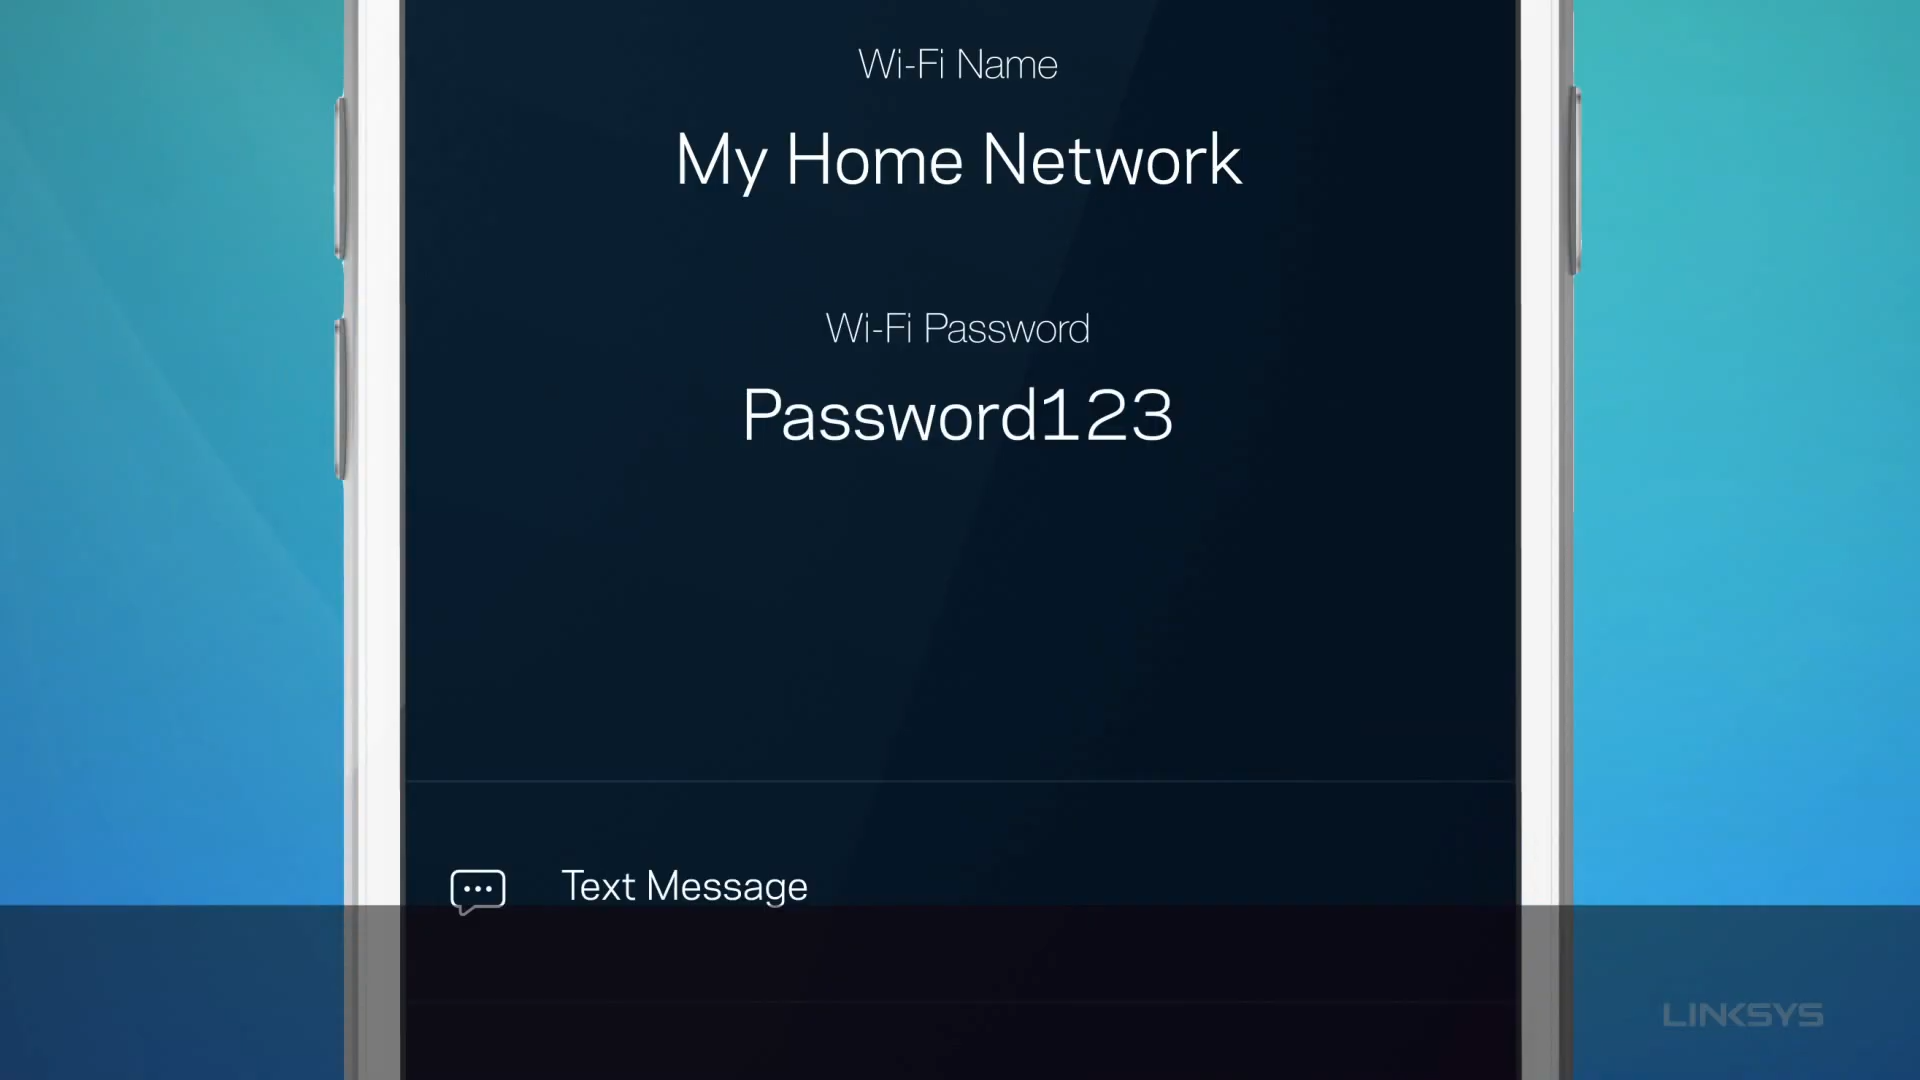 Wi-Fi Name
My Home Network
Wi-Fi Password
Password123
Text Message
LINKSYS